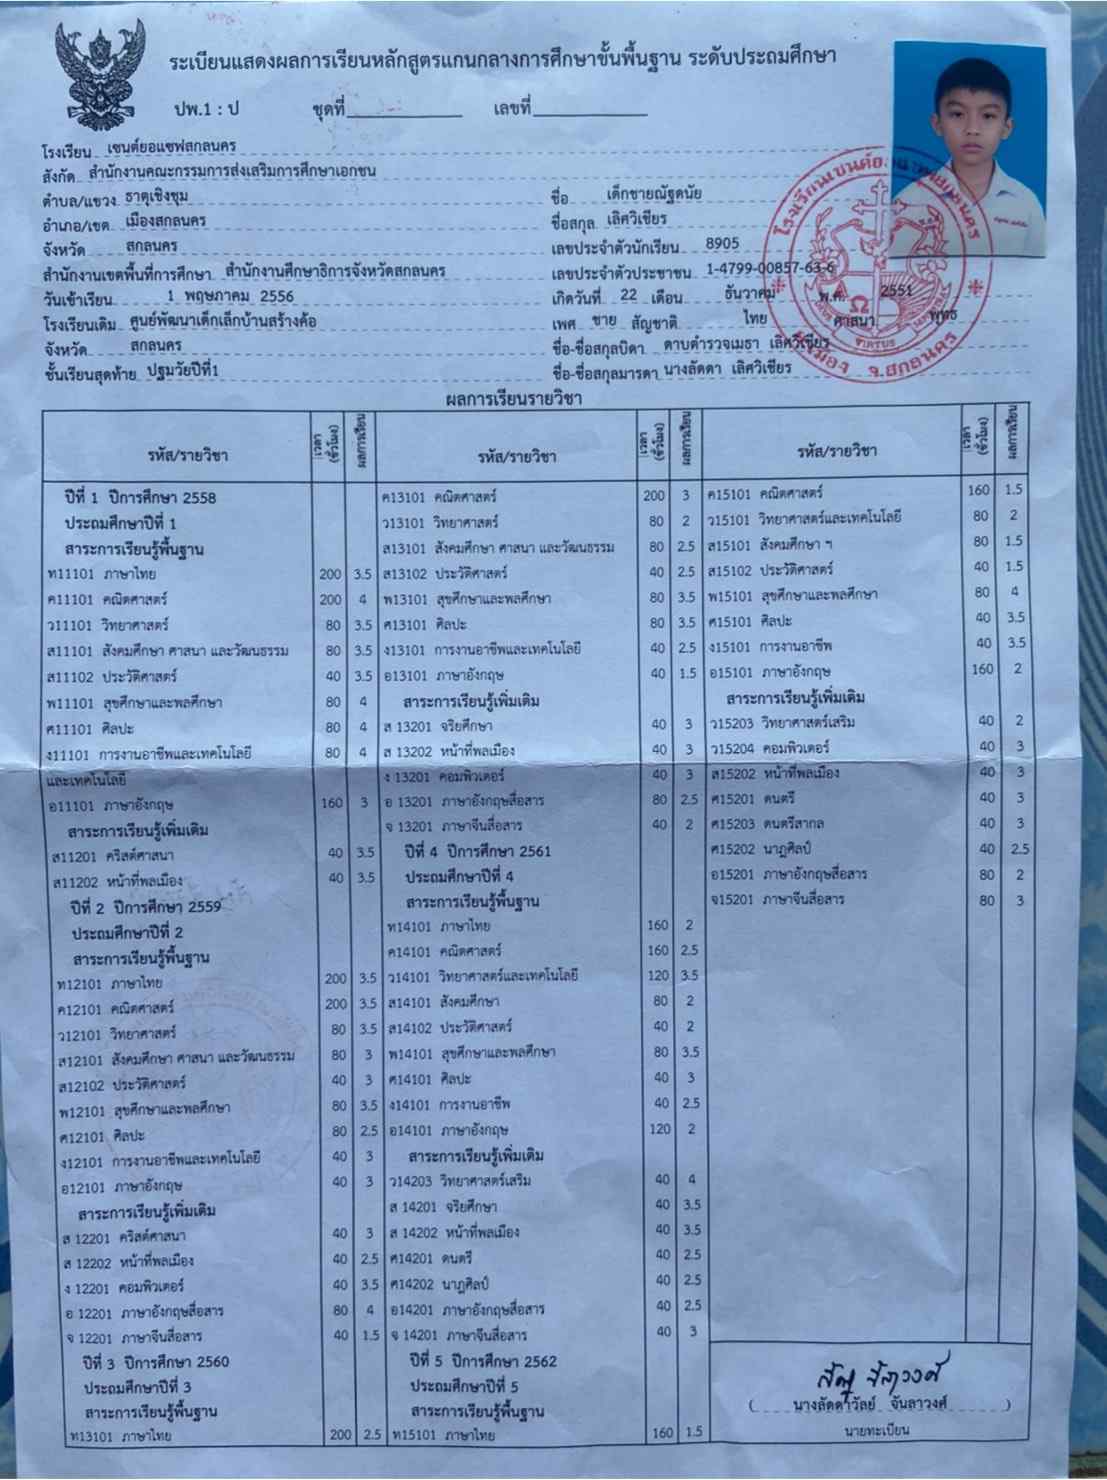 ระเบียนแสดงผลการเรียนหลักสูตรแกนกลางการศึกษาขั้นพื้นฐาน ระดับประถมศึกษา
ปพ.1 : ป ชุดที่ เลขที่
โรงเรียน เซนต์ยอแซฟสกลนคร
สังกัด สำนักงานคณะกรรมการส่งเสริมการศึกษาเอกชน
ตำบล/แขวง ธาตุเชิงชุม
อำเภอ/เขต เมืองสกลนคร
จังหวัด สกลนคร
สำนักงานเขตพื้นที่การศึกษา สำนักงานศึกษาธิการจังหวัดสกลนคร
วันเข้าเรียน 1 พฤษภาคม 2556
โรงเรียนเดิม ศูนย์พัฒนาเด็กเล็กบ้านสร้างค้อ
จังหวัด สกลนคร
ชั้นเรียนสุดท้าย ปฐมวัยปีที่1
ชื่อ เด็กชายณัฐดนัย
ชื่อสกุล เลิศวิเชียร
เลขประจำตัวนักเรียน 8905
เลขประจำตัวประชาชน 1-4799-00857-63-6
เกิดวันที่ 22 เดือน ธันวาคม พ.ศ. 2551
เพศ ชาย สัญชาติ ไทย ศาสนา พุทธ
ชื่อ-ชื่อสกุลบิดา ดาบตำรวจเมธา เลิศวิเชียร
ชื่อ-ชื่อสกุลมารดา นางลัดดา เลิศวิเชียร
ผลการเรียนรายวิชา
รหัส/รายวิชา เวลา (ชั่วโมง) ผลการเรียน
ปีที่ 1 ปีการศึกษา 2558
ประถมศึกษาปีที่ 1
สาระการเรียนรู้พื้นฐาน
ท11101 ภาษาไทย 200 3.5
ค11101 คณิตศาสตร์ 200 4
ว11101 วิทยาศาสตร์ 80 3.5
ส11101 สังคมศึกษา ศาสนา และวัฒนธรรม 80 3.5
ส11102 ประวัติศาสตร์ 40 3.5
พ11101 สุขศึกษาและพลศึกษา 80 4
ศ11101 ศิลปะ 80 4
ง11101 การงานอาชีพและเทคโนโลยี 80 4
และเทคโนโลยี
อ11101 ภาษาอังกฤษ 160 3
สาระการเรียนรู้เพิ่มเติม
ส11201 คริสต์ศาสนา 40 3.5
ส11202 หน้าที่พลเมือง 40 3.5
ปีที่ 2 ปีการศึกษา 2559
ประถมศึกษาปีที่ 2
สาระการเรียนรู้พื้นฐาน
ท12101 ภาษาไทย 200 3.5
ค12101 คณิตศาสตร์ 200 3.5
ว12101 วิทยาศาสตร์ 80 3.5
ส12101 สังคมศึกษา ศาสนา และวัฒนธรรม 80 3
ส12102 ประวัติศาสตร์ 40 3
พ12101 สุขศึกษาและพลศึกษา 80 3.5
ศ12101 ศิลปะ 80 2.5
ง12101 การงานอาชีพและเทคโนโลยี 40 3
อ12101 ภาษาอังกฤษ 40 3
สาระการเรียนรู้เพิ่มเติม
ส 12201 คริสต์ศาสนา 40 3
ส 12202 หน้าที่พลเมือง 40 2.5
ง 12201 คอมพิวเตอร์ 40 3.5
อ 12201 ภาษาอังกฤษสื่อสาร 80 4
จ 12201 ภาษาจีนสื่อสาร 40 1.5
ปีที่ 3 ปีการศึกษา 2560
ประถมศึกษาปีที่ 3
สาระการเรียนรู้พื้นฐาน
ท13101 ภาษาไทย 200 2.5
รหัส/รายวิชา เวลา (ชั่วโมง) ผลการเรียน
ค13101 คณิตศาสตร์ 200 3
ว13101 วิทยาศาสตร์ 80 2
ส13101 สังคมศึกษา ศาสนา และวัฒนธรรม 80 2.5
ส13102 ประวัติศาสตร์ 40 2.5
พ13101 สุขศึกษาและพลศึกษา 80 3.5
ศ13101 ศิลปะ 80 3.5
ง13101 การงานอาชีพและเทคโนโลยี 40 2.5
อ13101 ภาษาอังกฤษ 40 1.5
สาระการเรียนรู้เพิ่มเติม
ส 13201 จริยศึกษา 40 3
ส 13202 หน้าที่พลเมือง 40 3
ง 13201 คอมพิวเตอร์ 40 3
อ 13201 ภาษาอังกฤษสื่อสาร 80 2.5
จ 13201 ภาษาจีนสื่อสาร 40 2
ปีที่ 4 ปีการศึกษา 2561
ประถมศึกษาปีที่ 4
สาระการเรียนรู้พื้นฐาน
ท14101 ภาษาไทย 160 2
ค14101 คณิตศาสตร์ 160 2.5
ว14101 วิทยาศาสตร์และเทคโนโลยี 120 3.5
ส14101 สังคมศึกษา 80 2
ส14102 ประวัติศาสตร์ 40 2
พ14101 สุขศึกษาและพลศึกษา 80 3.5
ศ14101 ศิลปะ 40 3
ง14101 การงานอาชีพ 40 2.5
อ14101 ภาษาอังกฤษ 120 2
สาระการเรียนรู้เพิ่มเติม
ว14203 วิทยาศาสตร์เสริม 40 4
ส 14201 จริยศึกษา 40 3.5
ส 14202 หน้าที่พลเมือง 40 3.5
ศ14201 ดนตรี 40 2.5
ศ14202 นาฎศิลป์ 40 2.5
อ14201 ภาษาอังกฤษสื่อสาร 40 2.5
จ 14201 ภาษาจีนสื่อสาร 40 3
ปีที่ 5 ปีการศึกษา 2562
ประถมศึกษาปีที่ 5
สาระการเรียนรู้พื้นฐาน
ท15101 ภาษาไทย 160 1.5
รหัส/รายวิชา เวลา (ชั่วโมง) ผลการเรียน
ค15101 คณิตศาสตร์ 160 1.5
ว15101 วิทยาศาสตร์และเทคโนโลยี 80 2
ส15101 สังคมศึกษา ฯ 80 1.5
ส15102 ประวัติศาสตร์ 40 1.5
พ15101 สุขศึกษาและพลศึกษา 80 4
ศ15101 ศิลปะ 40 3.5
ง15101 การงานอาชีพ 40 3.5
อ15101 ภาษาอังกฤษ 160 2
สาระการเรียนรู้เพิ่มเติม
ว15203 วิทยาศาสตร์เสริม 40 2
ว15204 คอมพิวเตอร์ 40 3
ส15202 หน้าที่พลเมือง 40 3
ศ15201 ดนตรี 40 3
ศ15203 ดนตรีสากล 40 3
ศ15202 นาฎศิลป์ 40 2.5
อ15201 ภาษาอังกฤษสื่อสาร 80 2
จ15201 ภาษาจีนสื่อสาร 80 3
( นางลัดดาวัลย์ จันลาวงศ์ )
นายทะเบียน